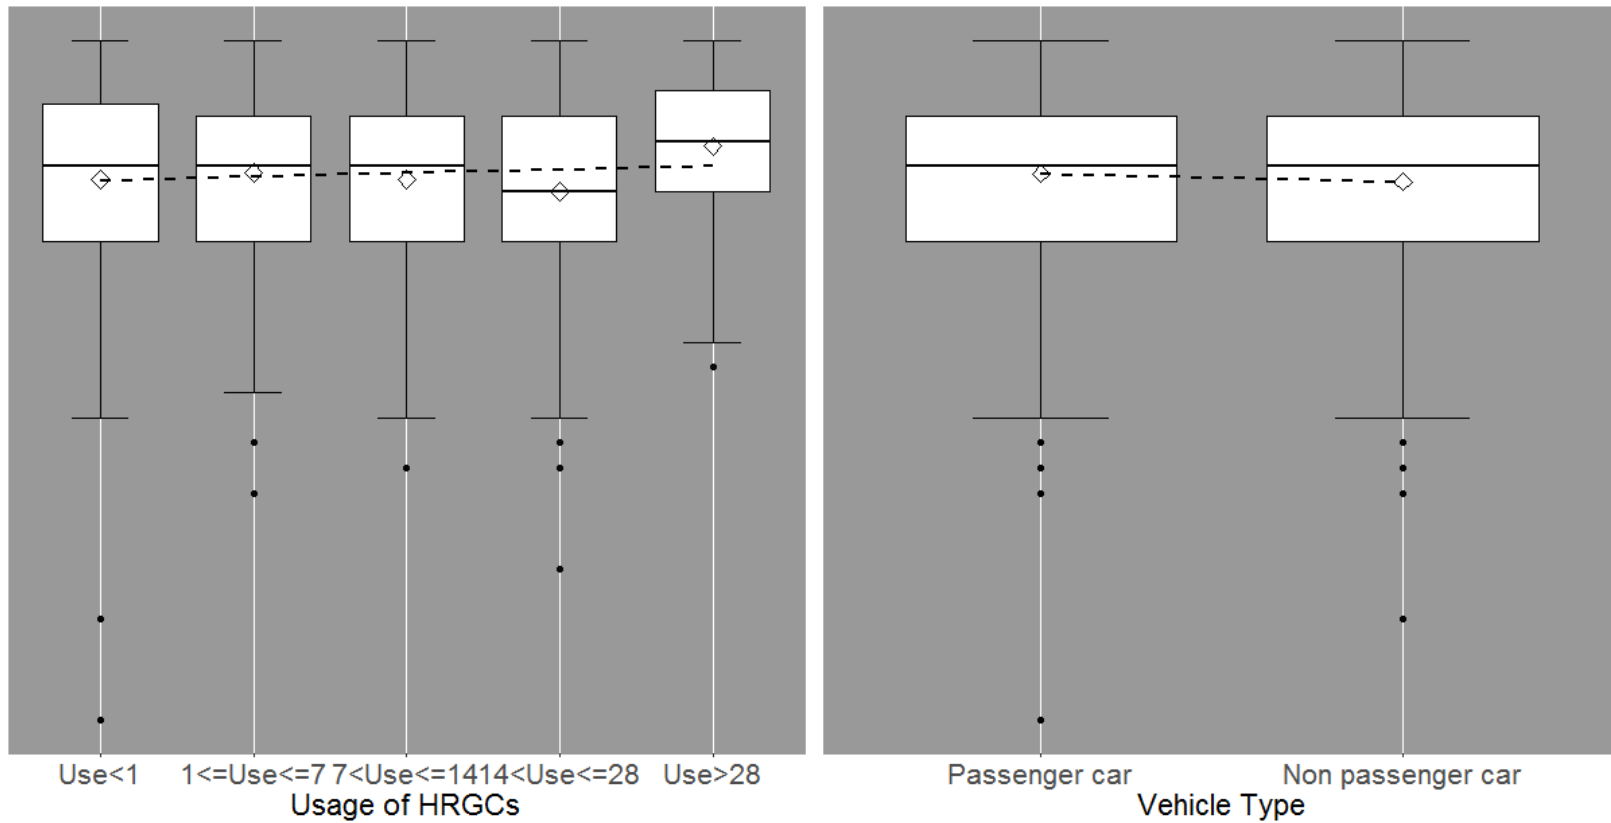 Use<1 1<=Use<=7 7<Use<=14 14<Use<=28 Use>28
Usage of HRGCs
Passenger car Non passenger car
Vehicle Type